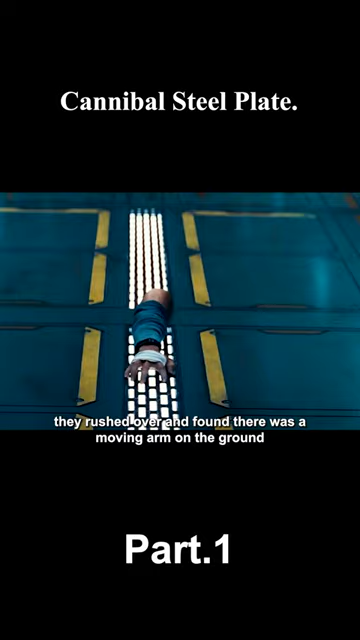 Cannibal Steel Plate.
they rushed over and found there was a
moving arm on the ground
Part.1